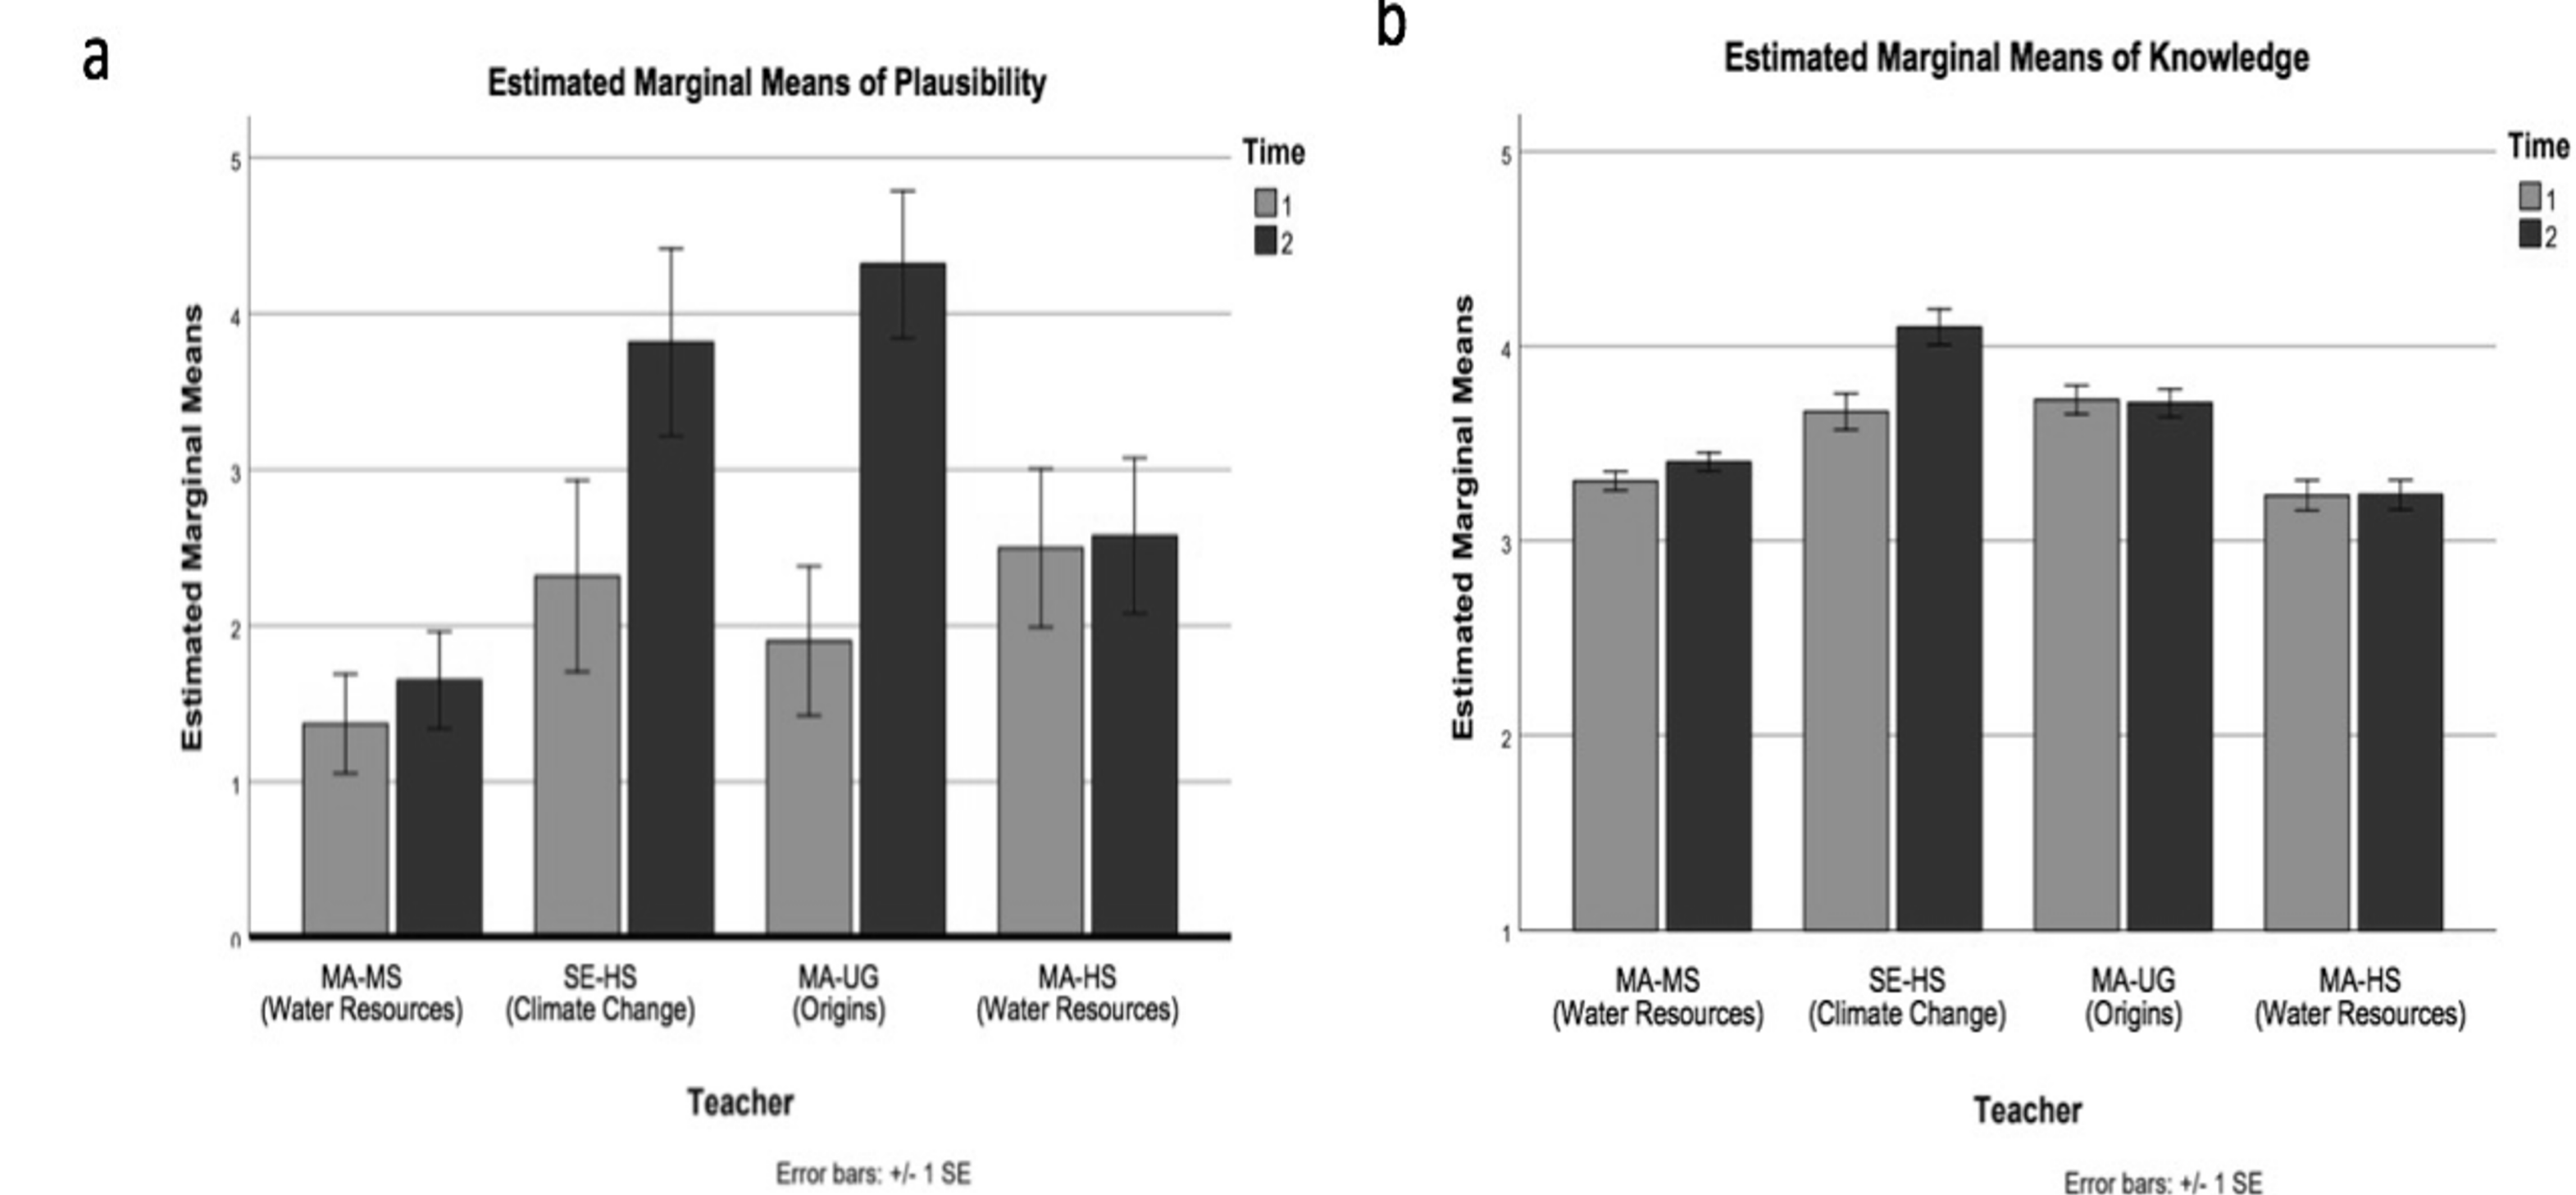 a
Estimated Marginal Means of Plausibility
Estimated Marginal Means
5
4
3
2
1
0
Time
1
2
MA-MS
(Water Resources)
SE-HS
(Climate Change)
MA-UG
(Origins)
MA-HS
(Water Resources)
Teacher
Error bars: +/- 1 SE
b
Estimated Marginal Means of Knowledge
Estimated Marginal Means
5
4
3
2
1
Time
1
2
MA-MS
(Water Resources)
SE-HS
(Climate Change)
MA-UG
(Origins)
MA-HS
(Water Resources)
Teacher
Error bars: +/- 1 SE